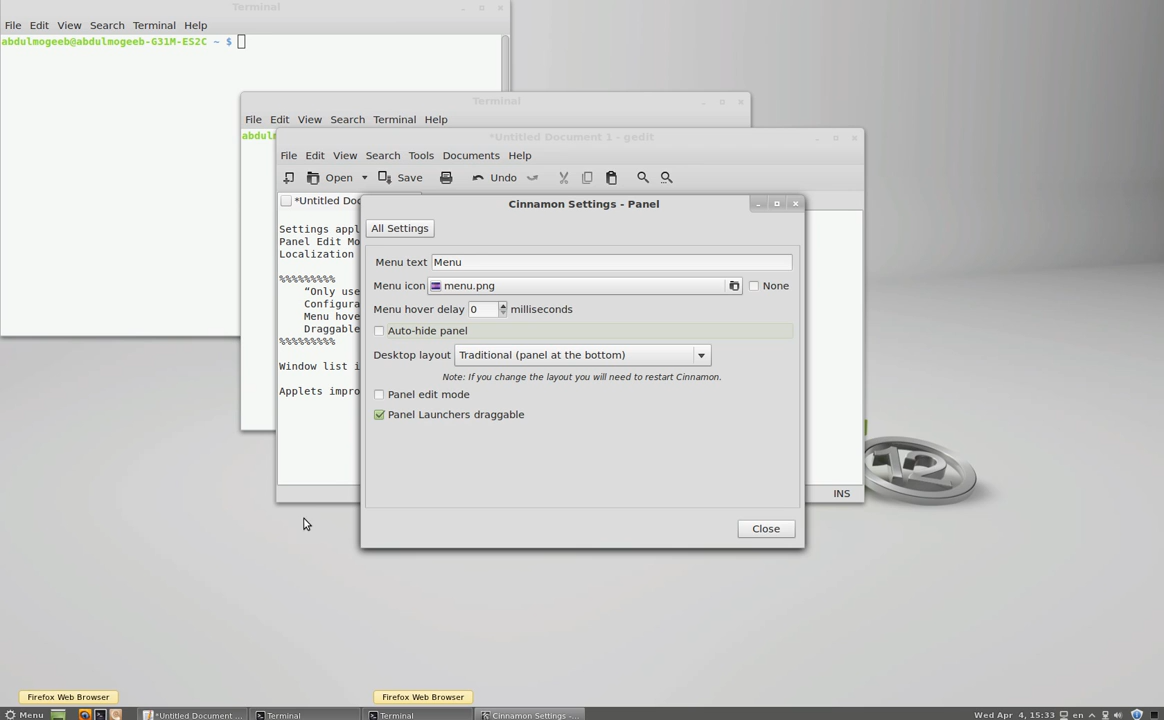 Terminal
File Edit View Search Terminal Help
abdulmogeeb@abdulmogeeb-G31M-ES2C ~ $
Terminal
File Edit View Search Terminal Help
abdulm
*Untitled Document 1 - gedit
File Edit View Search Tools Documents Help
Open Save Undo
*Untitled Doc
Settings appl
Panel Edit Mo
Localization
%%%%%%%%%
“Only use
Configura
Menu hove
Draggable
%%%%%%%%%
Window list i
Applets impro
INS
Cinnamon Settings - Panel
All Settings
Menu text Menu
Menu icon menu.png None
Menu hover delay 0 milliseconds
Auto-hide panel
Desktop layout Traditional (panel at the bottom)
Note: If you change the layout you will need to restart Cinnamon.
Panel edit mode
Panel Launchers draggable
Close
12
Firefox Web Browser Firefox Web Browser
Menu *Untitled Document ... Terminal Terminal Cinnamon Settings -... Wed Apr 4, 15:33 en